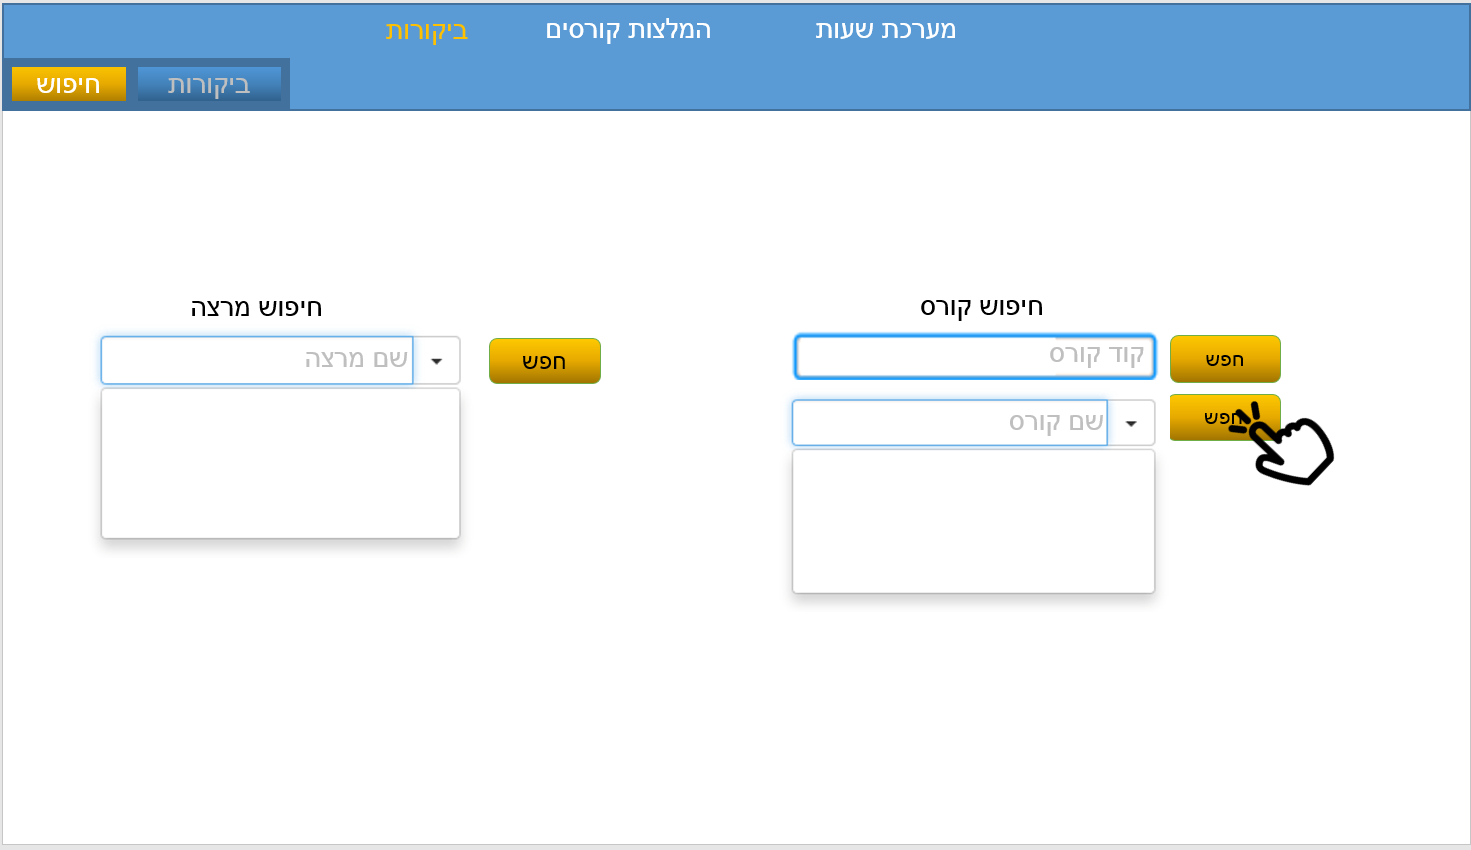 מערכת שעות
המלצות קורסים
ביקורות
ביקורות
חיפוש
חיפוש קורס
חפש
קוד קורס
חפש
שם קורס
חיפוש מרצה
חפש
שם מרצה